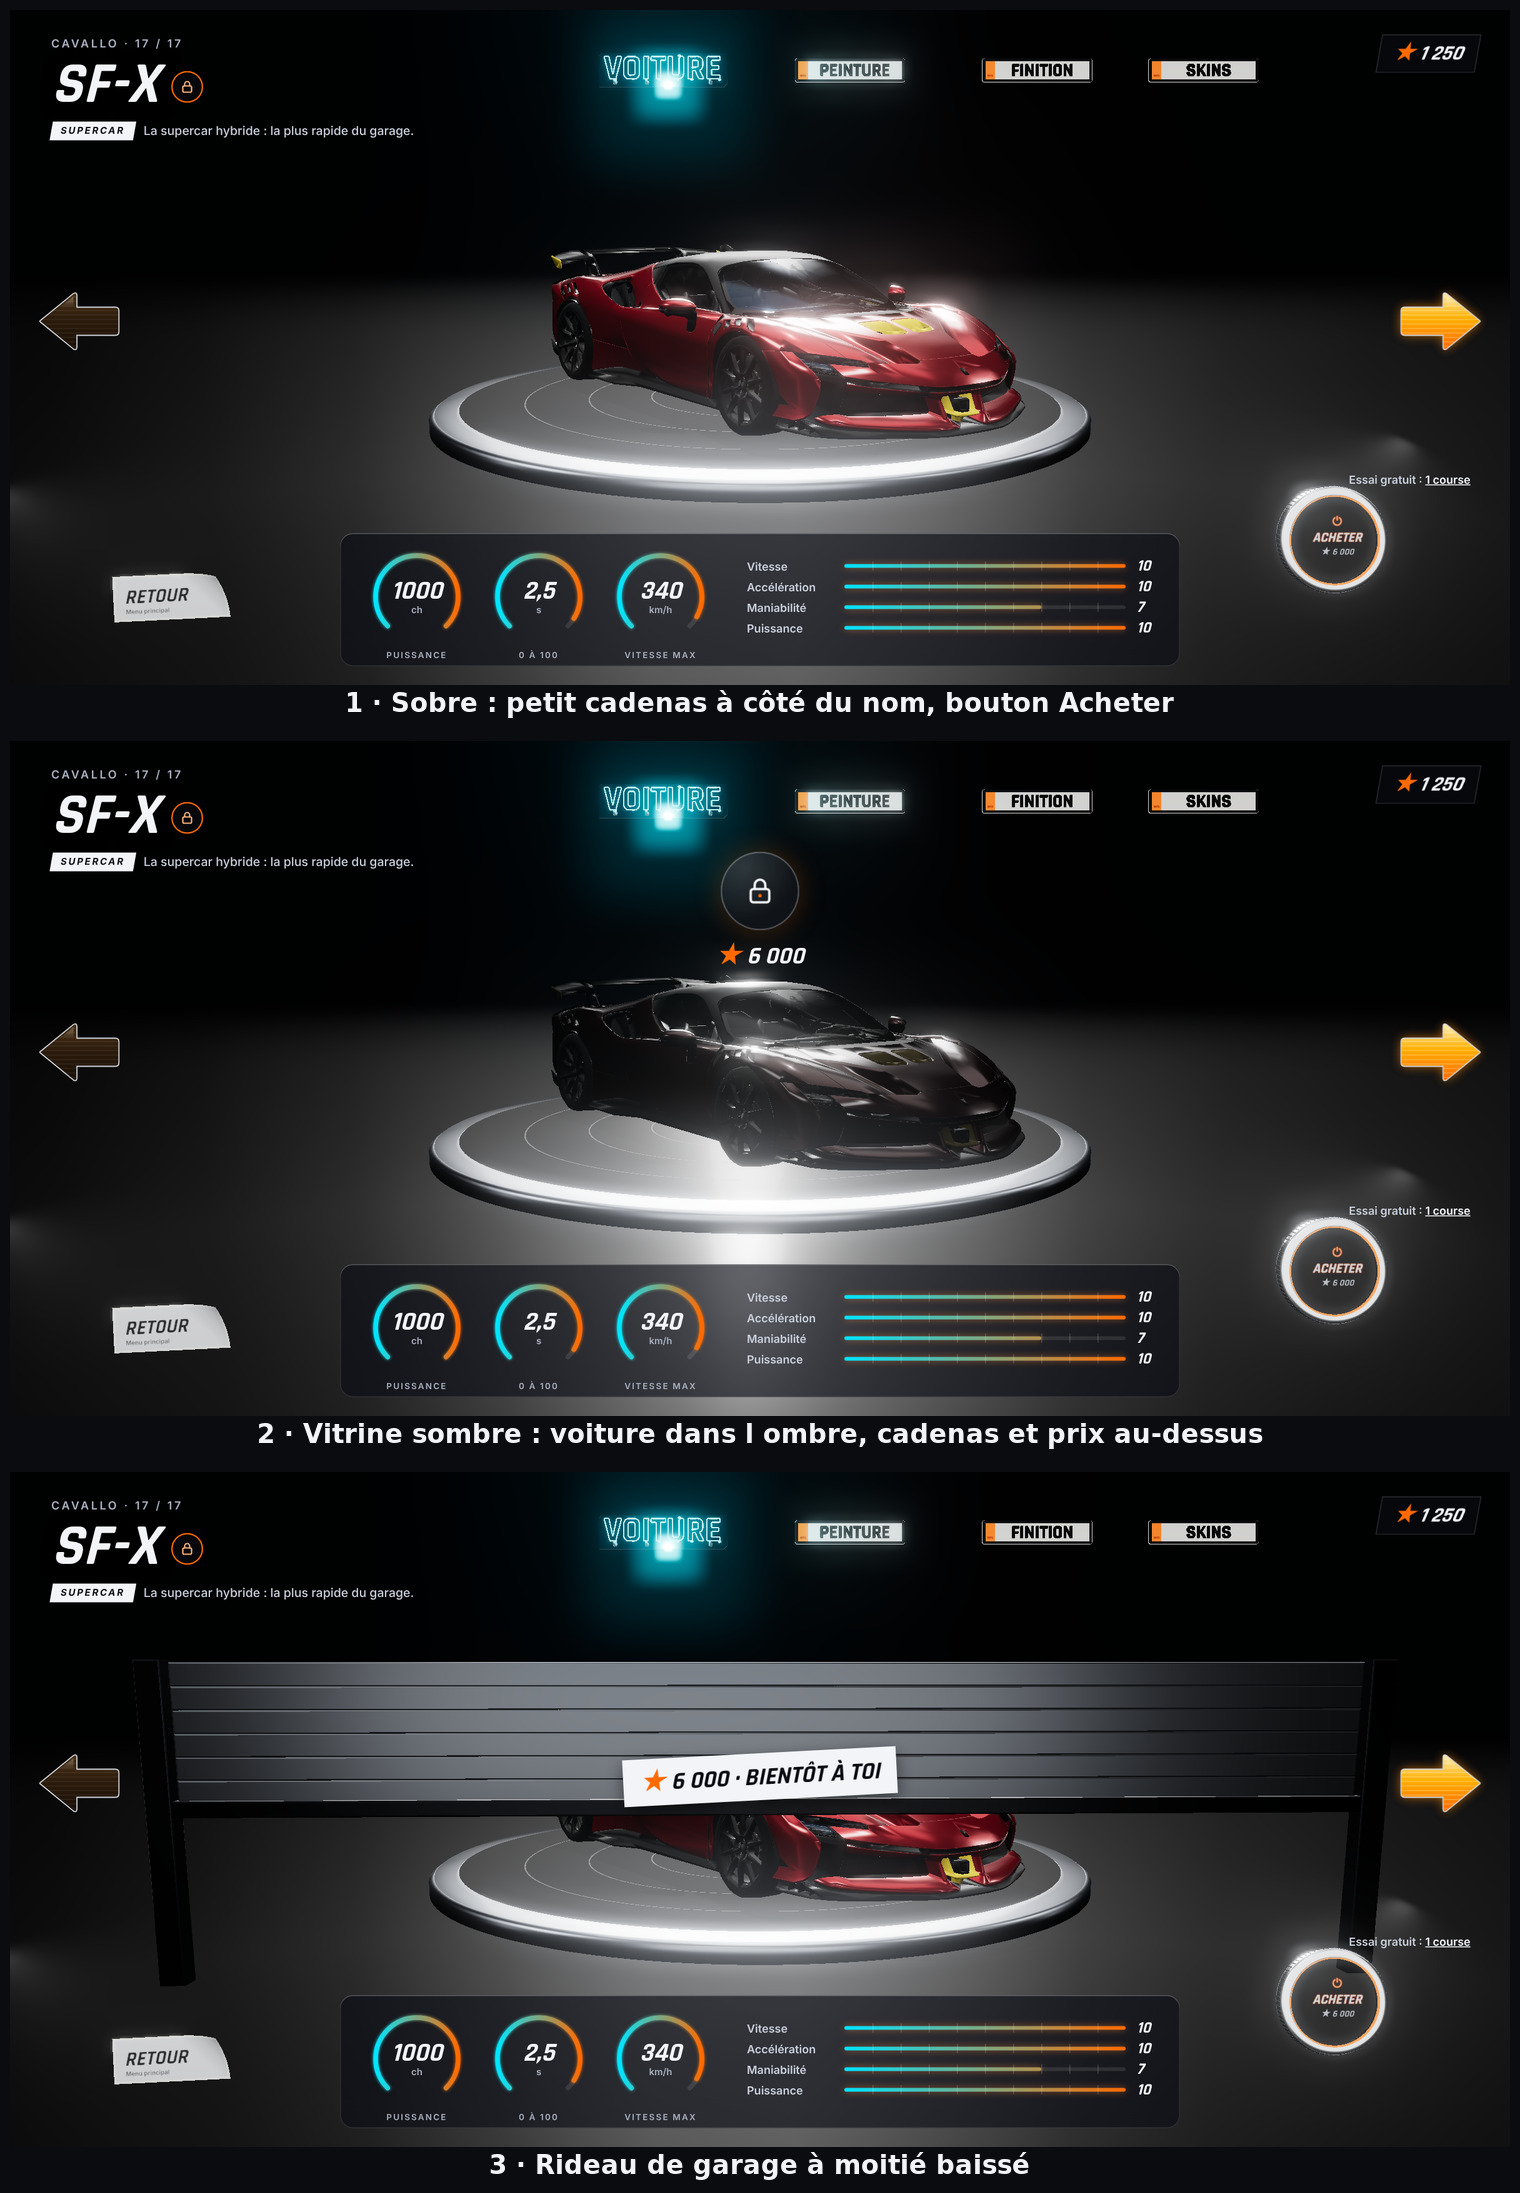 CAVALLO · 17 / 17
SF-X
SUPERCAR La supercar hybride : la plus rapide du garage.
VOITURE
PEINTURE
FINITION
SKINS
★ 1 250
Essai gratuit : 1 course
ACHETER
★ 6 000
RETOUR
Menu principal
1000
ch
PUISSANCE
2,5
s
0 À 100
340
km/h
VITESSE MAX
Vitesse 10
Accélération 10
Maniabilité 7
Puissance 10
1 · Sobre : petit cadenas à côté du nom, bouton Acheter
CAVALLO · 17 / 17
SF-X
SUPERCAR La supercar hybride : la plus rapide du garage.
VOITURE
PEINTURE
FINITION
SKINS
★ 1 250
★ 6 000
Essai gratuit : 1 course
ACHETER
★ 6 000
RETOUR
Menu principal
1000
ch
PUISSANCE
2,5
s
0 À 100
340
km/h
VITESSE MAX
Vitesse 10
Accélération 10
Maniabilité 7
Puissance 10
2 · Vitrine sombre : voiture dans l ombre, cadenas et prix au-dessus
CAVALLO · 17 / 17
SF-X
SUPERCAR La supercar hybride : la plus rapide du garage.
VOITURE
PEINTURE
FINITION
SKINS
★ 1 250
★ 6 000 · BIENTÔT À TOI
Essai gratuit : 1 course
ACHETER
★ 6 000
RETOUR
Menu principal
1000
ch
PUISSANCE
2,5
s
0 À 100
340
km/h
VITESSE MAX
Vitesse 10
Accélération 10
Maniabilité 7
Puissance 10
3 · Rideau de garage à moitié baissé